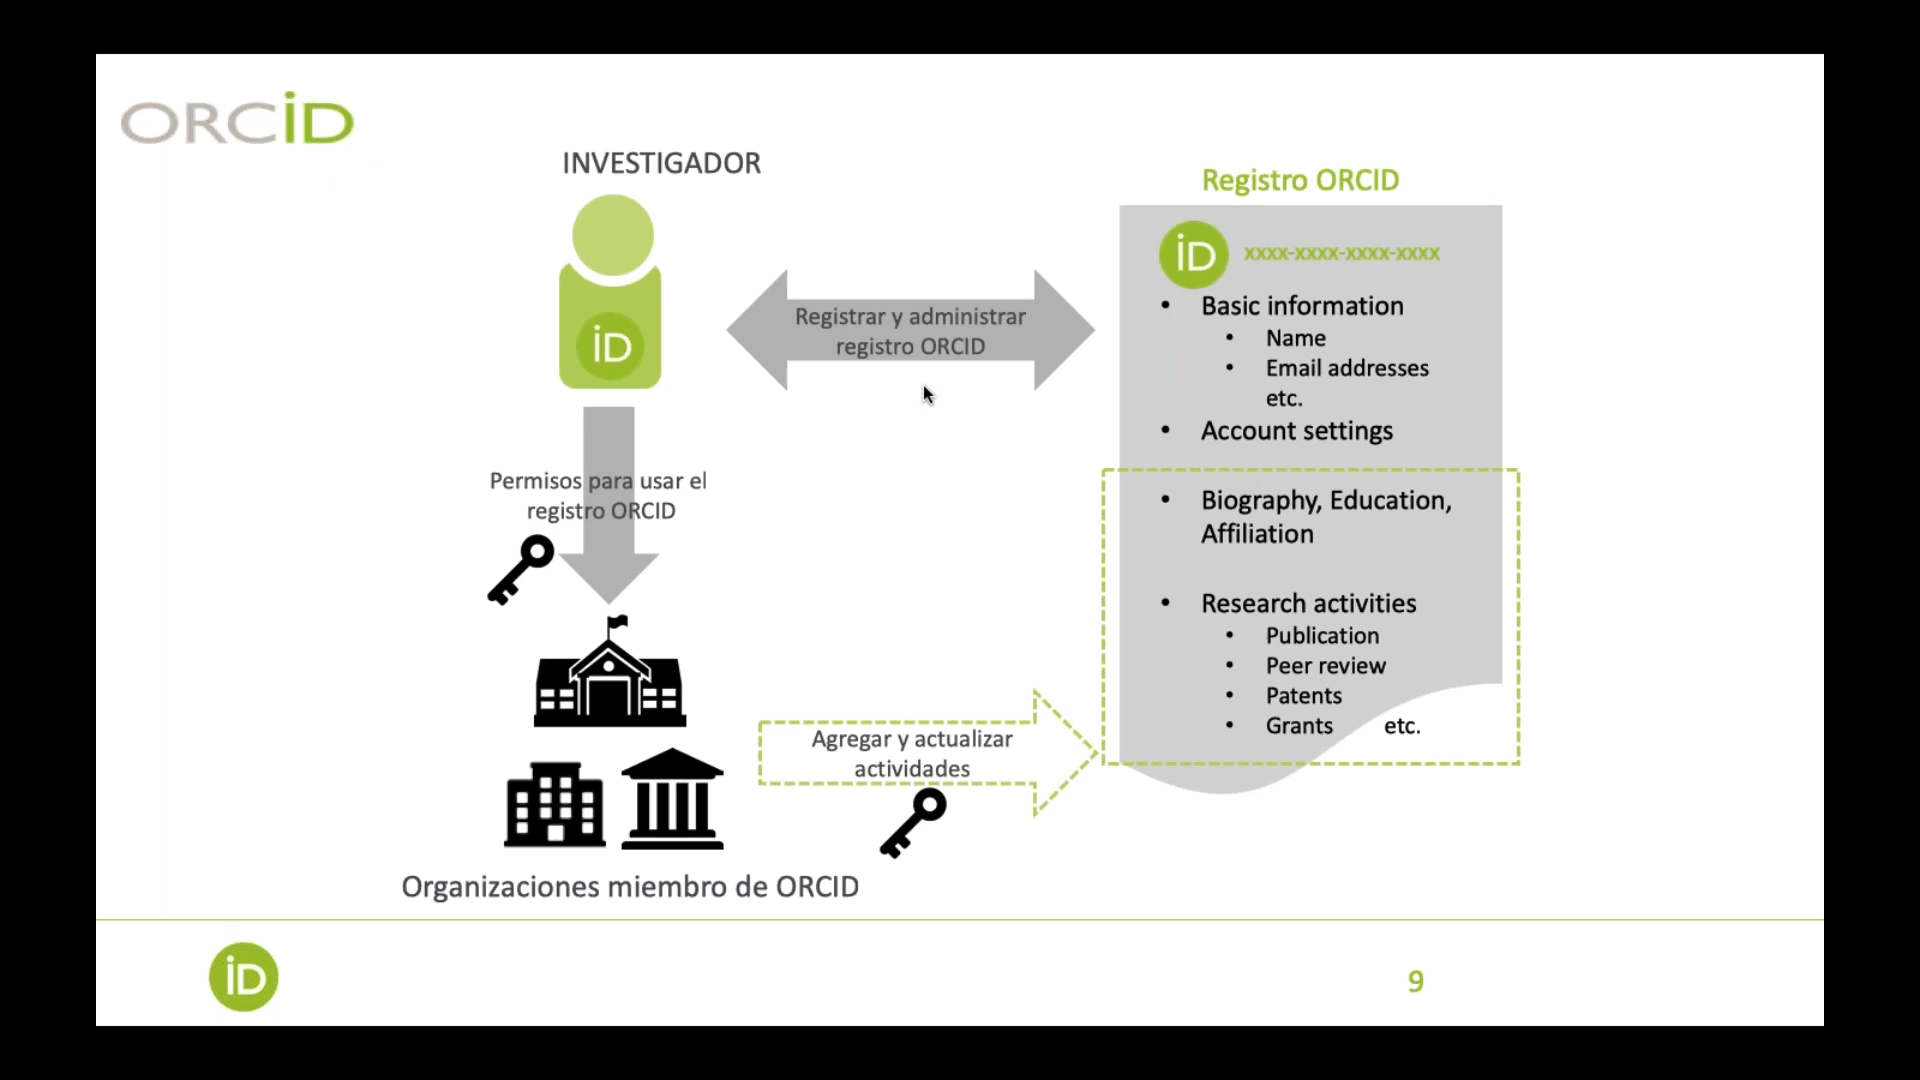 ORCID
INVESTIGADOR
iD
Registrar y administrar
registro ORCID
Permisos para usar el
registro ORCID
Organizaciones miembro de ORCID
Agregar y actualizar
actividades
Registro ORCID
iD xxxx-xxxx-xxxx-xxxx
• Basic information
• Name
• Email addresses
etc.
• Account settings
• Biography, Education,
Affiliation
• Research activities
• Publication
• Peer review
• Patents
• Grants etc.
iD
9